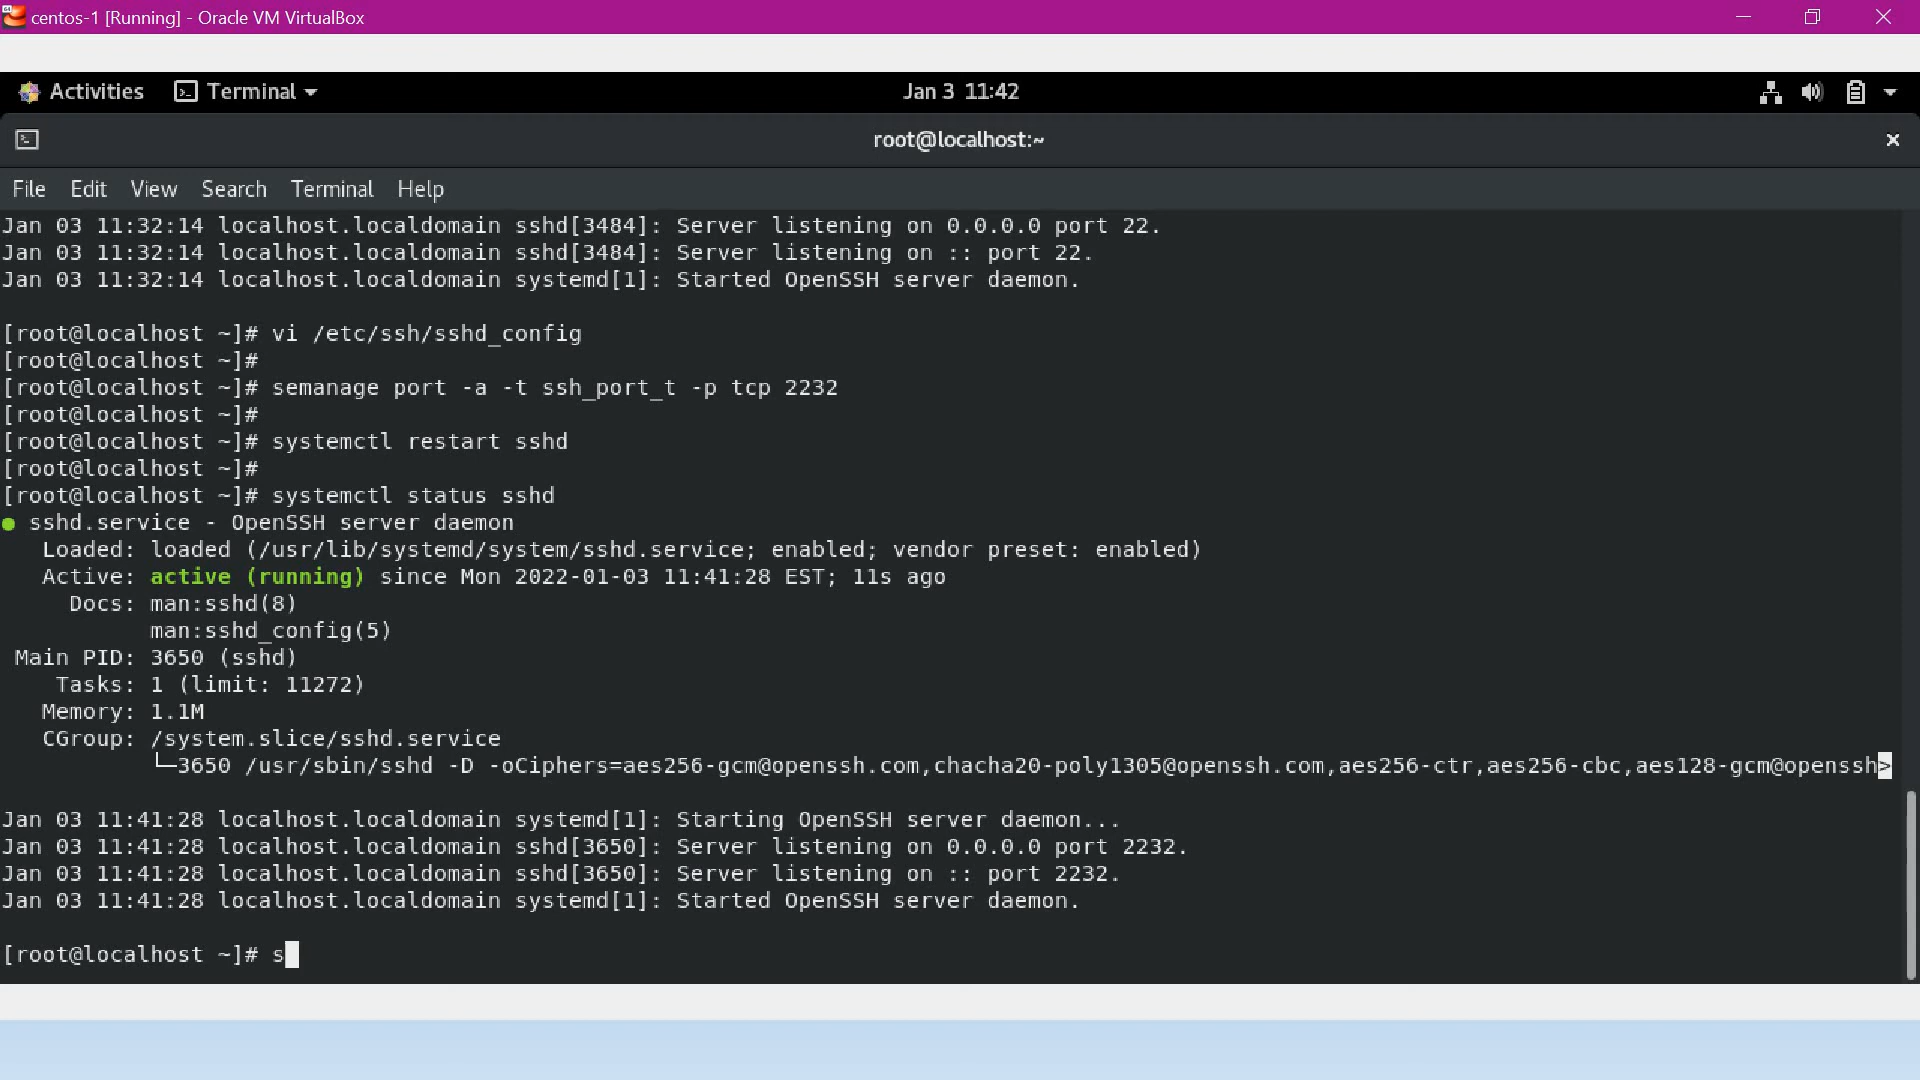 centos-1 [Running] - Oracle VM VirtualBox
Activities Terminal Jan 3 11:42
root@localhost:~
File Edit View Search Terminal Help
Jan 03 11:32:14 localhost.localdomain sshd[3484]: Server listening on 0.0.0.0 port 22.
Jan 03 11:32:14 localhost.localdomain sshd[3484]: Server listening on :: port 22.
Jan 03 11:32:14 localhost.localdomain systemd[1]: Started OpenSSH server daemon.
[root@localhost ~]# vi /etc/ssh/sshd_config
[root@localhost ~]#
[root@localhost ~]# semanage port -a -t ssh_port_t -p tcp 2232
[root@localhost ~]#
[root@localhost ~]# systemctl restart sshd
[root@localhost ~]#
[root@localhost ~]# systemctl status sshd
● sshd.service - OpenSSH server daemon
Loaded: loaded (/usr/lib/systemd/system/sshd.service; enabled; vendor preset: enabled)
Active: active (running) since Mon 2022-01-03 11:41:28 EST; 11s ago
Docs: man:sshd(8)
man:sshd_config(5)
Main PID: 3650 (sshd)
Tasks: 1 (limit: 11272)
Memory: 1.1M
CGroup: /system.slice/sshd.service
└─3650 /usr/sbin/sshd -D -oCiphers=aes256-gcm@openssh.com,chacha20-poly1305@openssh.com,aes256-ctr,aes256-cbc,aes128-gcm@openssh>
Jan 03 11:41:28 localhost.localdomain systemd[1]: Starting OpenSSH server daemon...
Jan 03 11:41:28 localhost.localdomain sshd[3650]: Server listening on 0.0.0.0 port 2232.
Jan 03 11:41:28 localhost.localdomain sshd[3650]: Server listening on :: port 2232.
Jan 03 11:41:28 localhost.localdomain systemd[1]: Started OpenSSH server daemon.
[root@localhost ~]# s